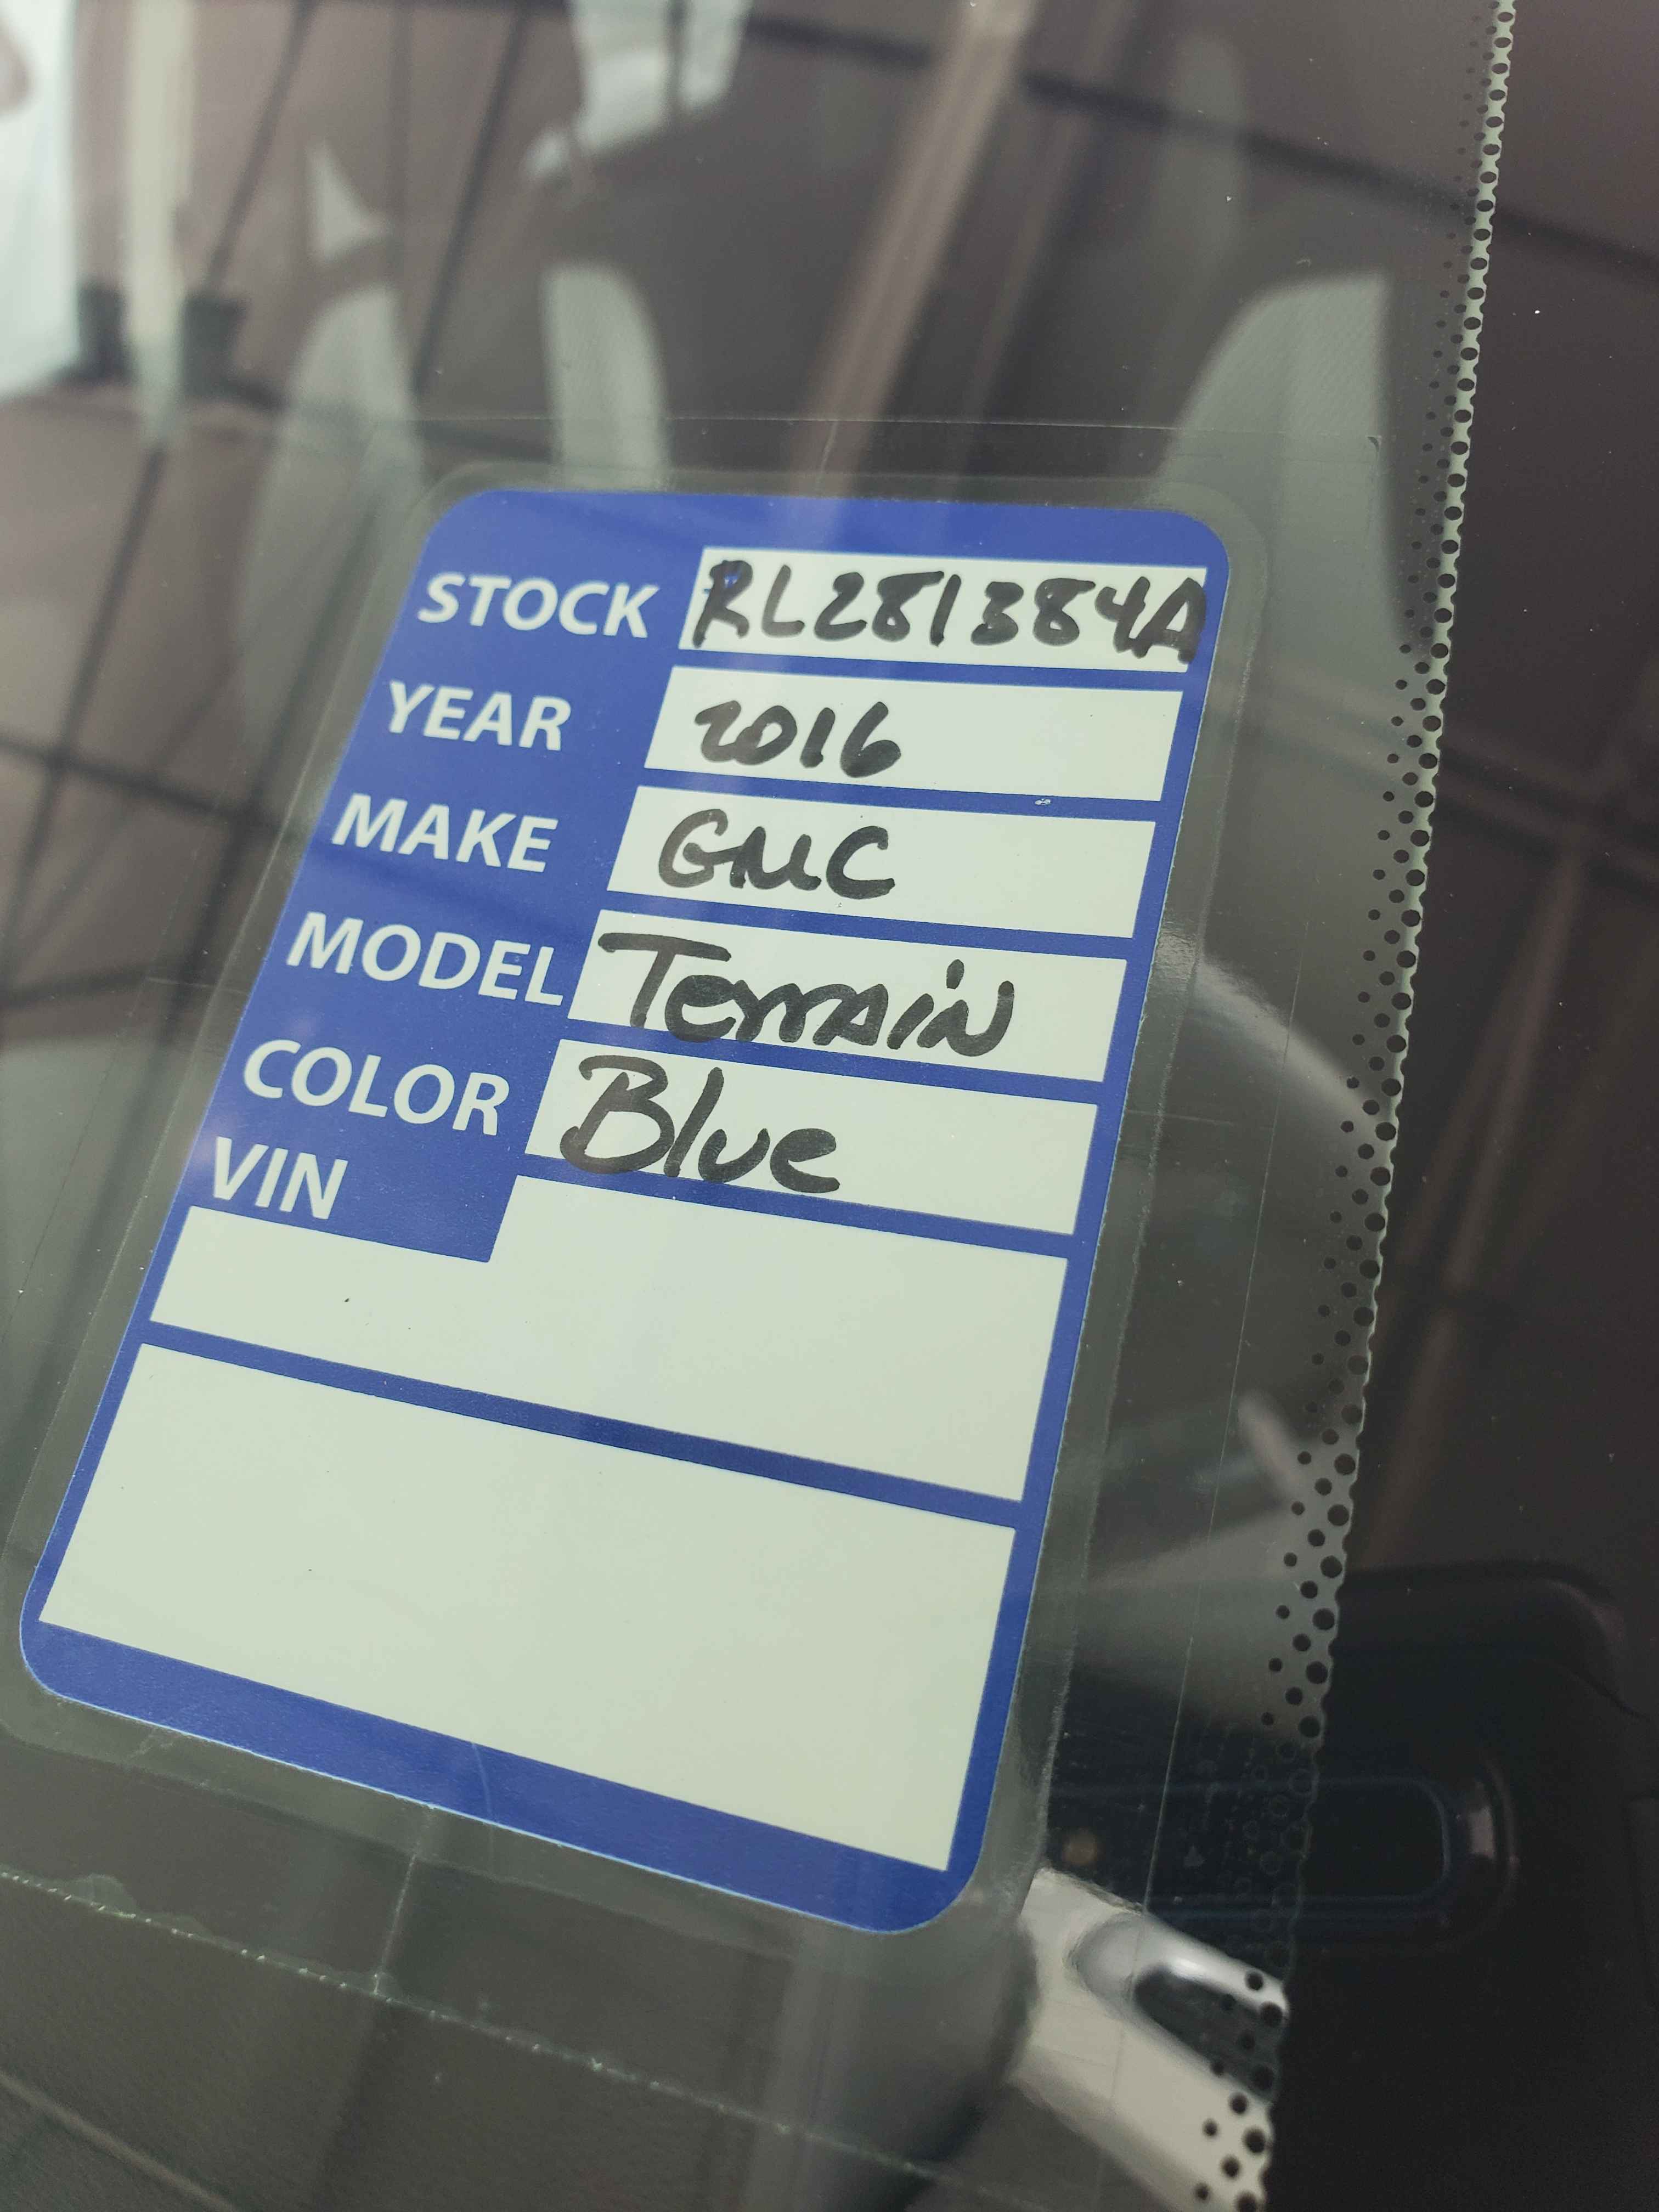 STOCK RL281384A
YEAR 2016
MAKE GMC
MODEL Terrain
COLOR Blue
VIN